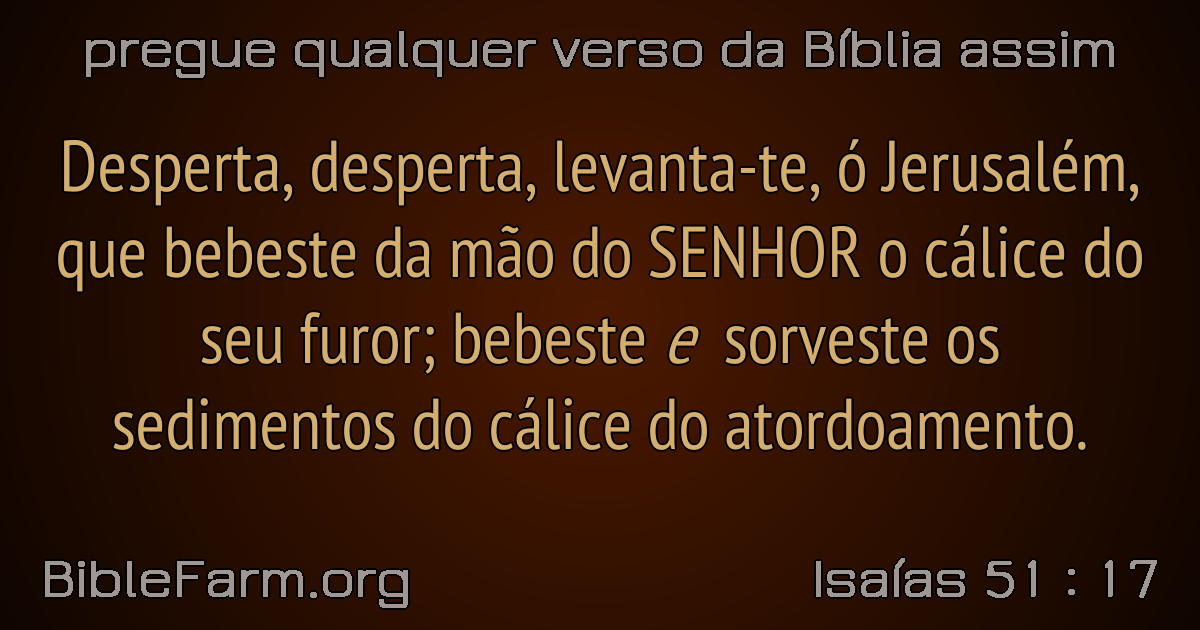 pregue qualquer verso da Bíblia assim
Desperta, desperta, levanta-te, ó Jerusalém,
que bebeste da mão do SENHOR o cálice do
seu furor; bebeste e sorveste os
sedimentos do cálice do atordoamento.
BibleFarm.org
Isaías 51 : 17